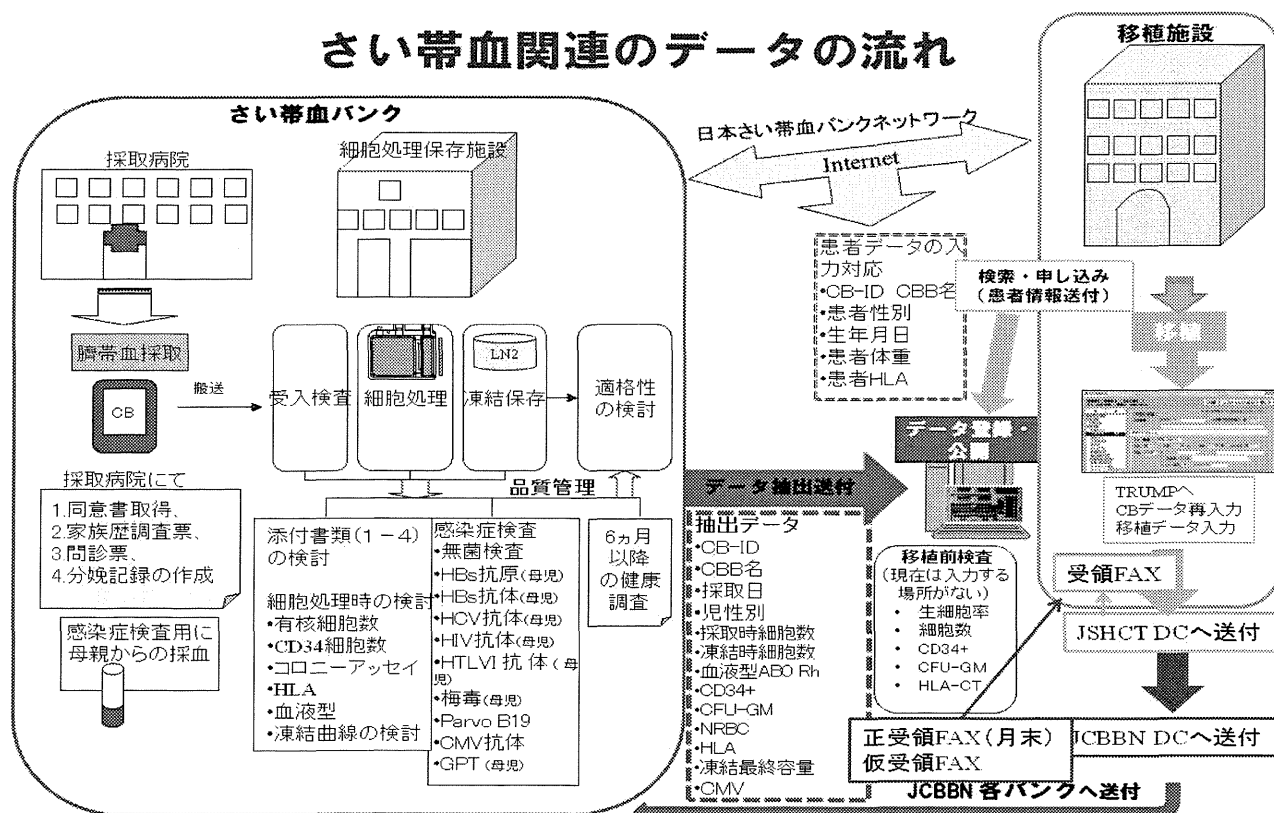 さい帯血関連のデータの流れ
さい帯血バンク
採取病院
臍帯血採取
CB
搬送
採取病院にて
1.同意書取得、
2.家族歴調査票、
3.問診票、
4.分娩記録の作成
感染症検査用に
母親からの採血
細胞処理保存施設
受入検査
細胞処理
LN2
凍結保存
適格性
の検討
品質管理
添付書類(1-4)
の検討
細胞処理時の検討
•有核細胞数
•CD34細胞数
•コロニーアッセイ
•HLA
•血液型
•凍結曲線の検討
感染症検査
•無菌検査
•HBs抗原(母児)
•HBs抗体(母児)
•HCV抗体(母児)
•HIV抗体(母児)
•HTLVI抗体(母
児)
•梅毒(母児)
•Parvo B19
•CMV抗体
•GPT(母児)
6ヵ月
以降
の健康
調査
日本さい帯血バンクネットワーク
Internet
患者データの入
力対応
•CB-ID CBB名
•患者性別
•生年月日
•患者体重
•患者HLA
検索・申し込み
(患者情報送付)
データ抽出送付
抽出データ
•CB-ID
•CBB名
•採取日
•児性別
•採取時細胞数
•凍結時細胞数
•血液型ABO Rh
•CD34+
•CFU-GM
•NRBC
•HLA
•凍結最終容量
•CMV
データ登録・
公開
移植前検査
(現在は入力する
場所がない)
• 生細胞率
• 細胞数
• CD34+
• CFU-GM
• HLA-CT
移植施設
移植
TRUMPへ
CBデータ再入力
移植データ入力
受領FAX
JSHCT DCへ送付
正受領FAX(月末)
仮受領FAX
JCBBN DCへ送付
JCBBN 各バンクへ送付